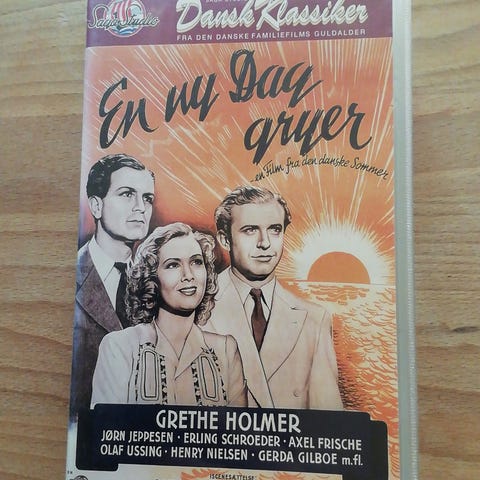 Saga Studio
Dansk Klassiker
FRA DEN DANSKE FAMILIEFILMS GULDALDER
En ny Dag
gryer
...en Film fra den danske Sommer
GRETHE HOLMER
JØRN JEPPESEN · ERLING SCHROEDER · AXEL FRISCHE
OLAF USSING · HENRY NIELSEN · GERDA GILBOE m.fl.
ISCENESÆTTELSE